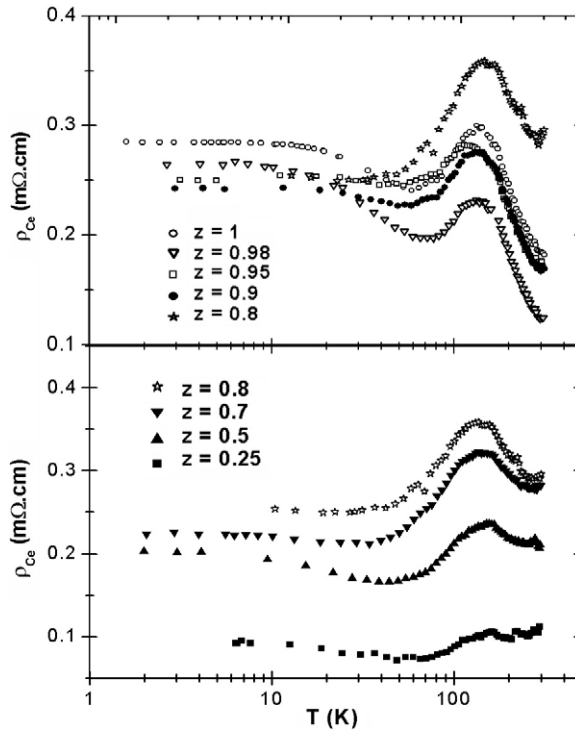 0.4
0.3
0.2
0.1
ρCe (mΩ.cm)
z = 1
z = 0.98
z = 0.95
z = 0.9
z = 0.8
0.4
0.3
0.2
0.1
ρCe (mΩ.cm)
z = 0.8
z = 0.7
z = 0.5
z = 0.25
1
10
100
T (K)